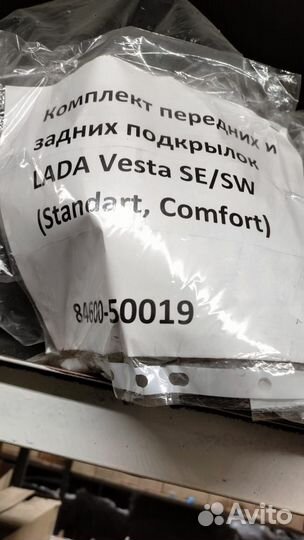 Комплект передних и
задних подкрылок
LADA Vesta SE/SW
(Standart, Comfort)
84600-50019
Avito